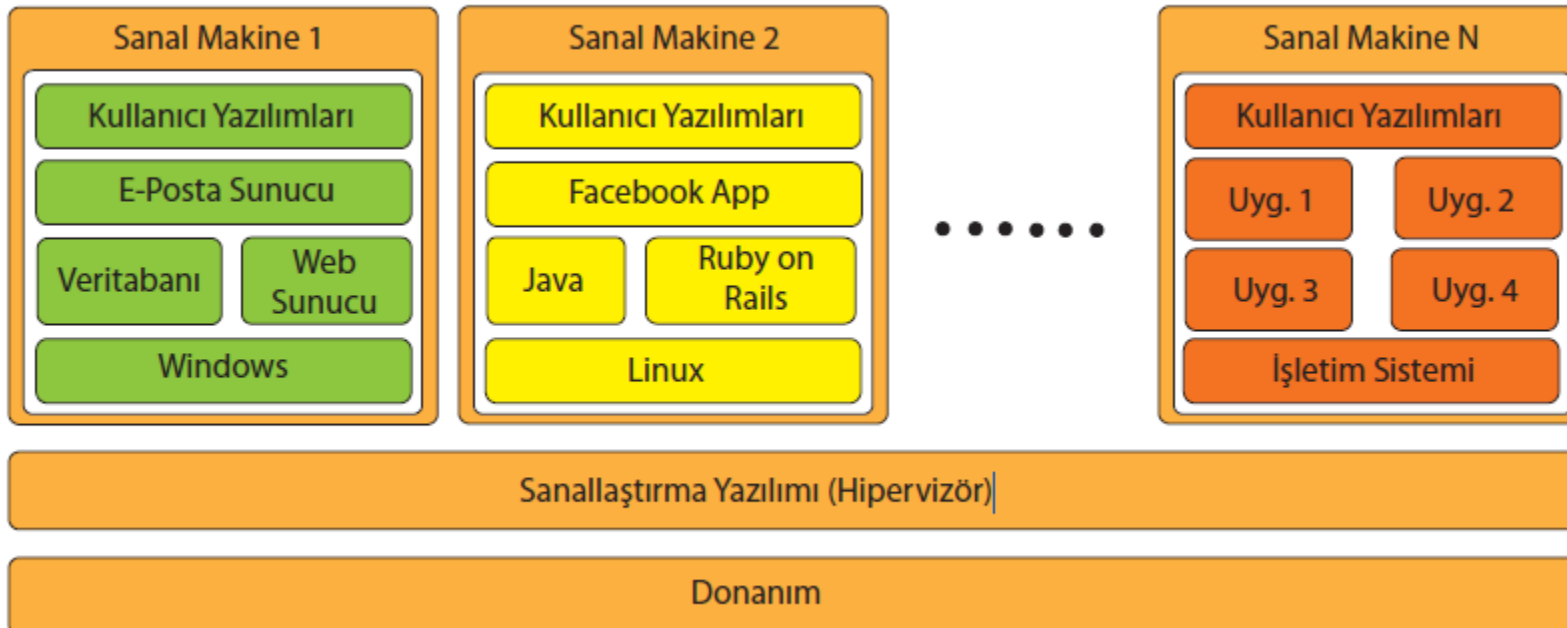 Sanal Makine 1
Kullanıcı Yazılımları
E-Posta Sunucu
Veritabanı
Web
Sunucu
Windows
Sanal Makine 2
Kullanıcı Yazılımları
Facebook App
Java
Ruby on
Rails
Linux
......
Sanal Makine N
Kullanıcı Yazılımları
Uyg. 1
Uyg. 2
Uyg. 3
Uyg. 4
İşletim Sistemi
Sanallaştırma Yazılımı (Hipervizör)
Donanım